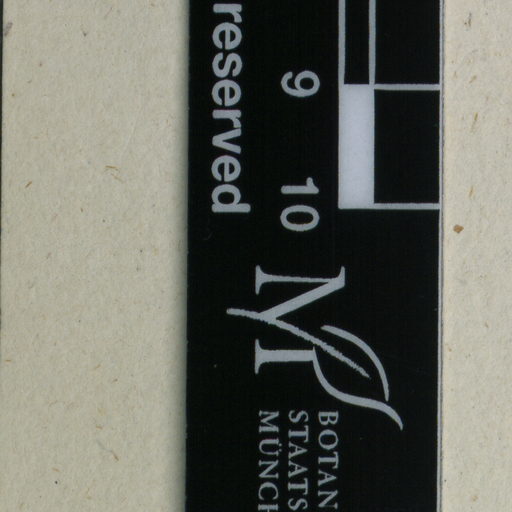 reserved
9 10
M
BOTAN
STAATS
MÜNCH